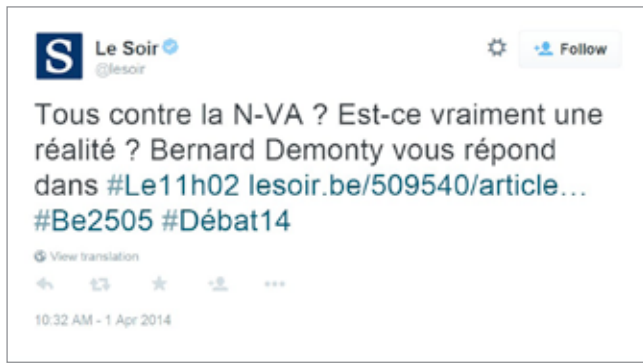 S
Le Soir
@lesoir
Follow
Tous contre la N-VA ? Est-ce vraiment une
réalité ? Bernard Demonty vous répond
dans #Le11h02 lesoir.be/509540/article…
#Be2505 #Débat14
View translation
10:32 AM - 1 Apr 2014